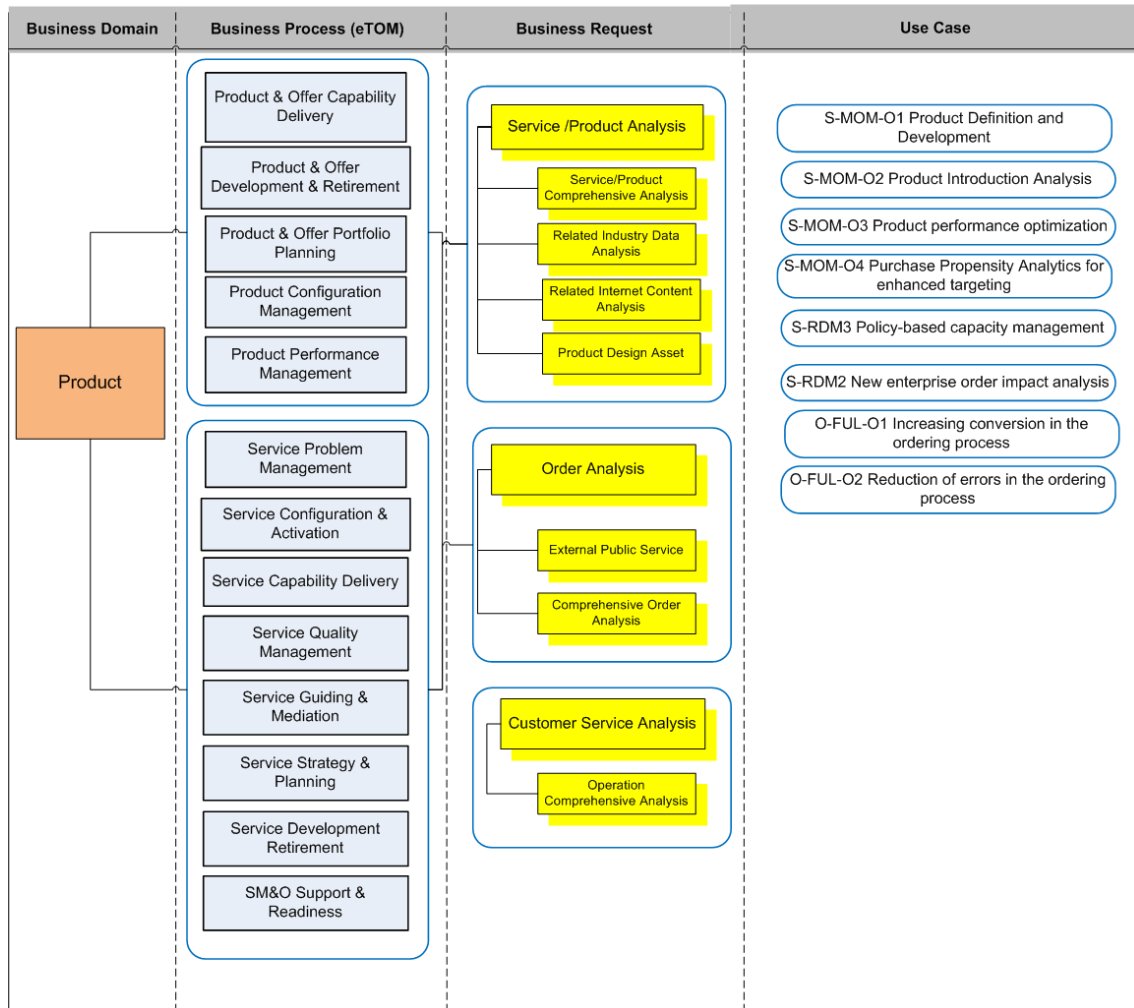 Business Domain
Business Process (eTOM)
Business Request
Use Case
Product
Product & Offer Capability
Delivery
Product & Offer
Development & Retirement
Product & Offer Portfolio
Planning
Product Configuration
Management
Product Performance
Management
Service Problem
Management
Service Configuration &
Activation
Service Capability Delivery
Service Quality
Management
Service Guiding &
Mediation
Service Strategy &
Planning
Service Development
Retirement
SM&O Support &
Readiness
Service /Product Analysis
Service/Product
Comprehensive Analysis
Related Industry Data
Analysis
Related Internet Content
Analysis
Product Design Asset
Order Analysis
External Public Service
Comprehensive Order
Analysis
Customer Service Analysis
Operation
Comprehensive Analysis
S-MOM-O1 Product Definition and
Development
S-MOM-O2 Product Introduction Analysis
S-MOM-O3 Product performance optimization
S-MOM-O4 Purchase Propensity Analytics for
enhanced targeting
S-RDM3 Policy-based capacity management
S-RDM2 New enterprise order impact analysis
O-FUL-O1 Increasing conversion in the
ordering process
O-FUL-O2 Reduction of errors in the ordering
process